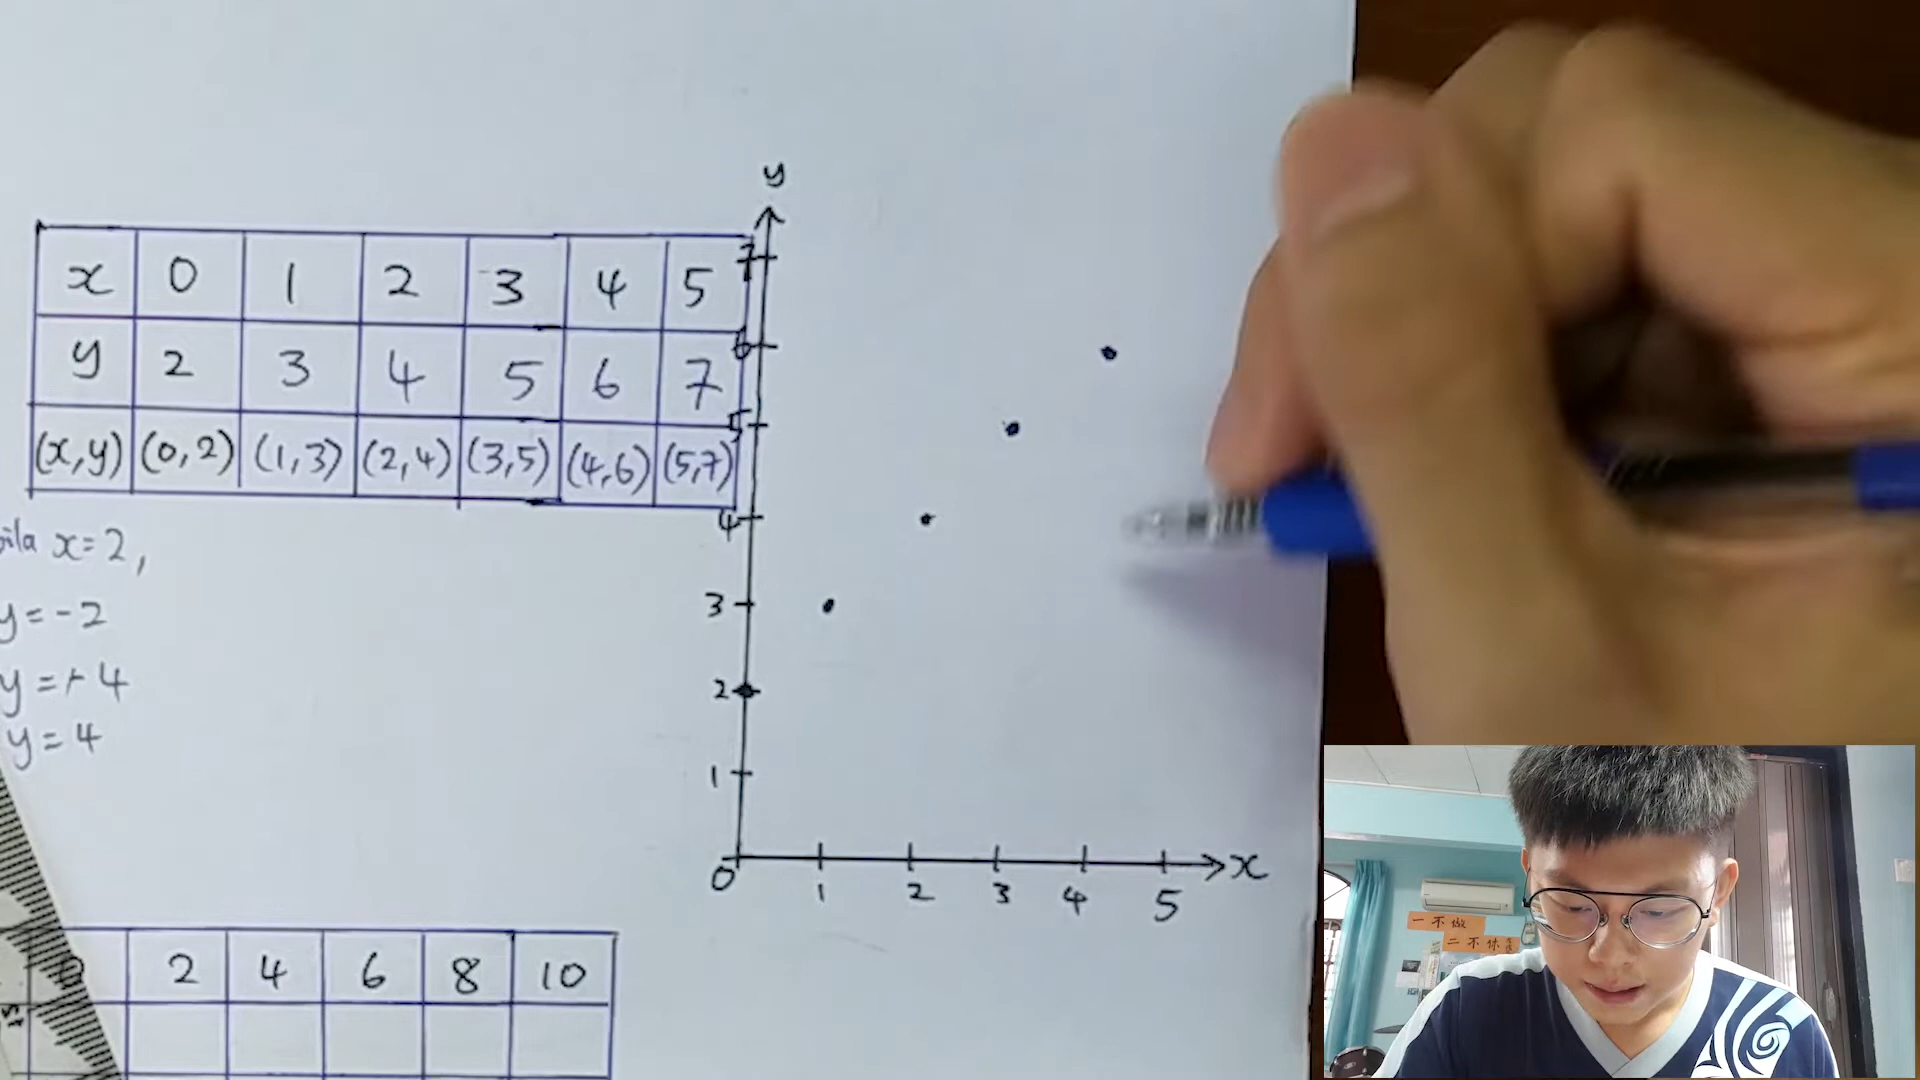 x 0 1 2 3 4 5
y 2 3 4 5 6 7
(x,y) (0,2) (1,3) (2,4) (3,5) (4,6) (5,7)
x=2,
y=-2
y=+4
y=4
y
7
6
5
4
3
2
1
0
1 2 3 4 5
x
0 2 4 6 8 10
一不做
二不休